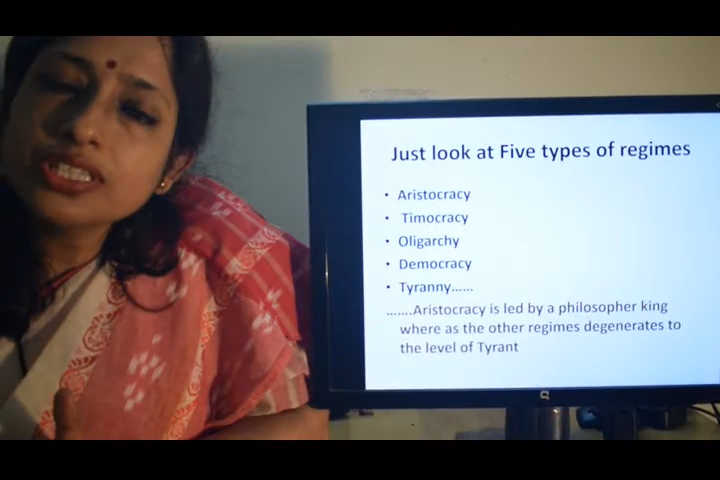 Just look at Five types of regimes
• Aristocracy
• Timocracy
• Oligarchy
• Democracy
• Tyranny……
…….Aristocracy is led by a philosopher king
where as the other regimes degenerates to
the level of Tyrant